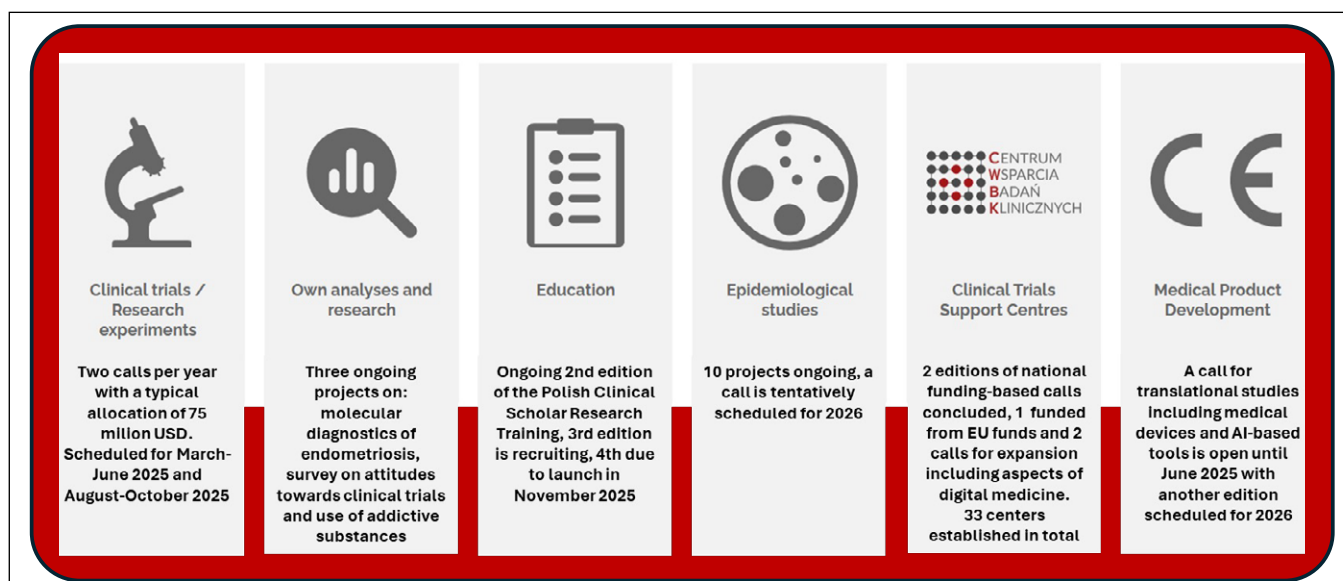 Clinical trials /
Research
experiments
Two calls per year
with a typical
allocation of 75
milion USD.
Scheduled for March-
June 2025 and
August-October 2025
Own analyses and
research
Three ongoing
projects on:
molecular
diagnostics of
endometriosis,
survey on attitudes
towards clinical trials
and use of addictive
substances
Education
Ongoing 2nd edition
of the Polish Clinical
Scholar Research
Training, 3rd edition
is recruiting, 4th due
to launch in
November 2025
Epidemiological
studies
10 projects ongoing, a
call is tentatively
scheduled for 2026
CENTRUM
WSPARCIA
BADAŃ
KLINICZNYCH
Clinical Trials
Support Centres
2 editions of national
funding-based calls
concluded, 1 funded
from EU funds and 2
calls for expansion
including aspects of
digital medicine.
33 centers
established in total
CE
Medical Product
Development
A call for
translational studies
including medical
devices and AI-based
tools is open until
June 2025 with
another edition
scheduled for 2026